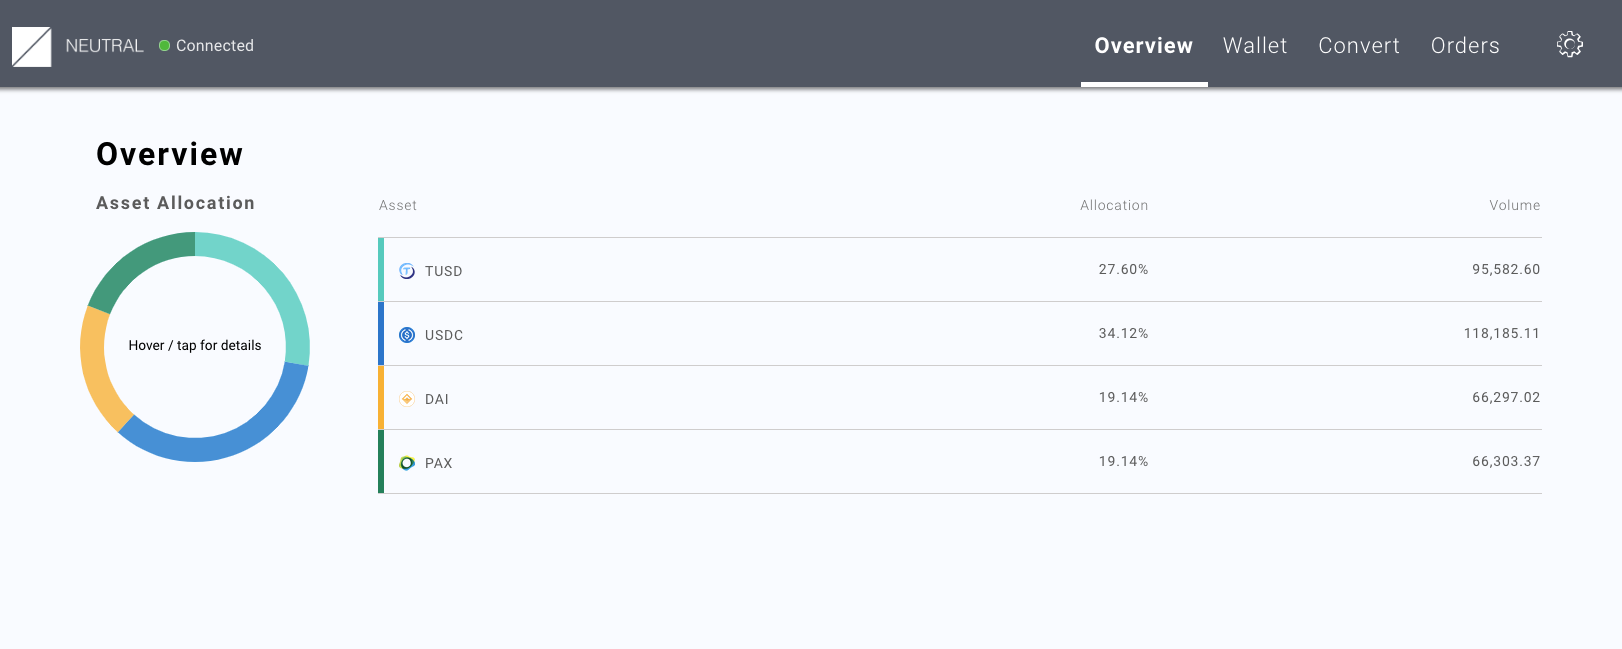 NEUTRAL Connected Overview Wallet Convert Orders
Overview
Asset Allocation
Asset Allocation Volume
TUSD 27.60% 95,582.60
USDC 34.12% 118,185.11
Hover / tap for details
DAI 19.14% 66,297.02
PAX 19.14% 66,303.37